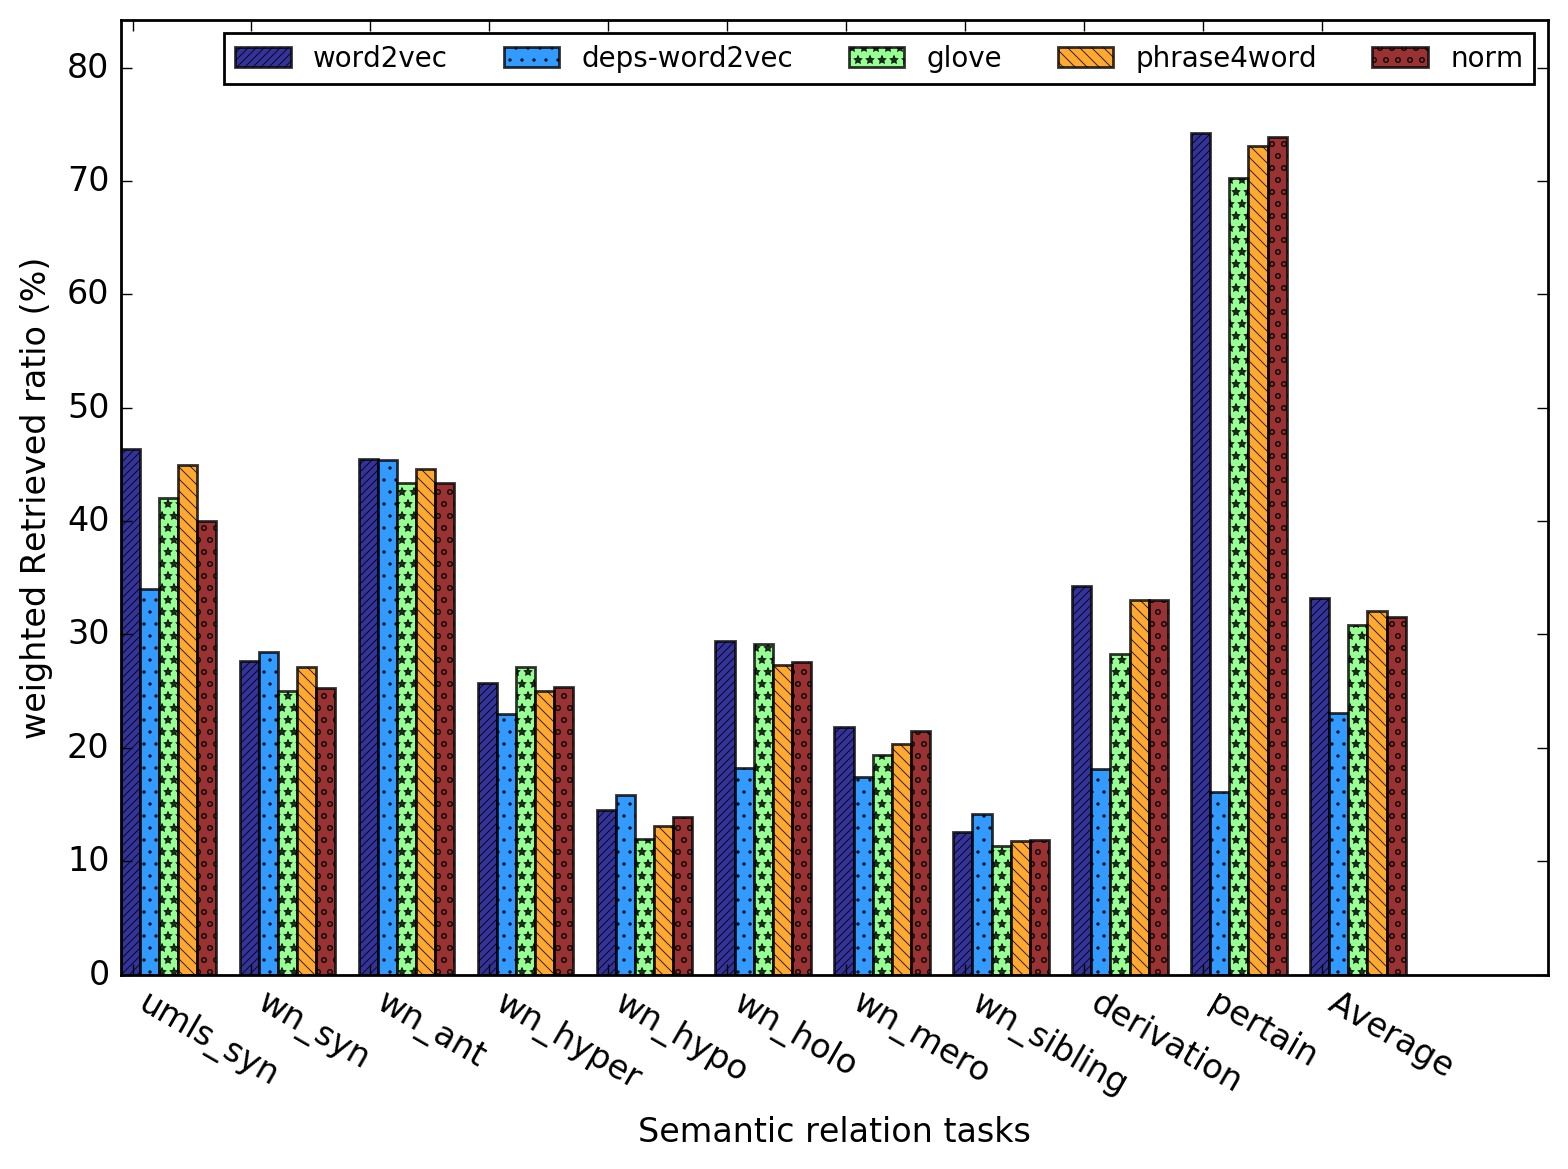 word2vec deps-word2vec glove phrase4word norm
weighted Retrieved ratio (%)
80
70
60
50
40
30
20
10
0
umls_syn wn_syn wn_ant wn_hyper wn_hypo wn_holo wn_mero wn_sibling derivation pertain Average
Semantic relation tasks